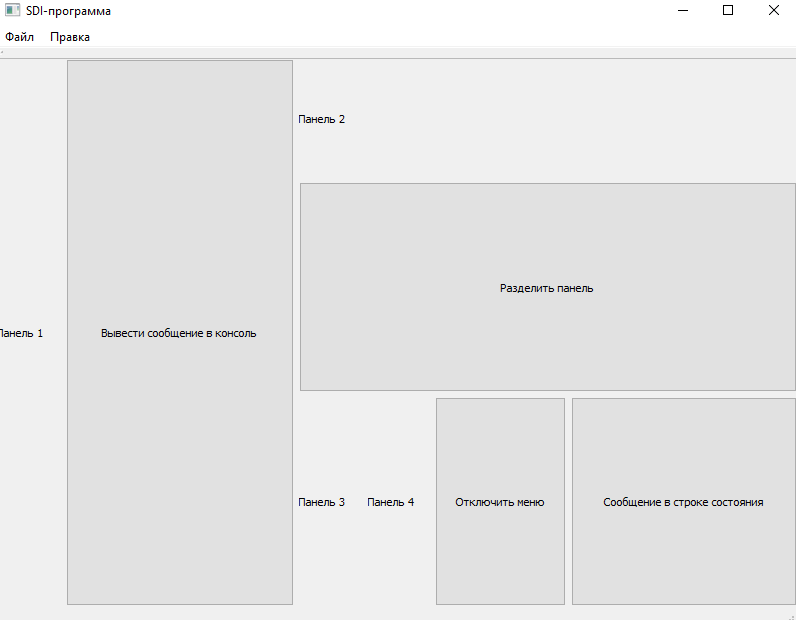 SDI-программа
Файл Правка
Панель 2
Разделить панель
Панель 1
Вывести сообщение в консоль
Панель 3
Панель 4
Отключить меню
Сообщение в строке состояния